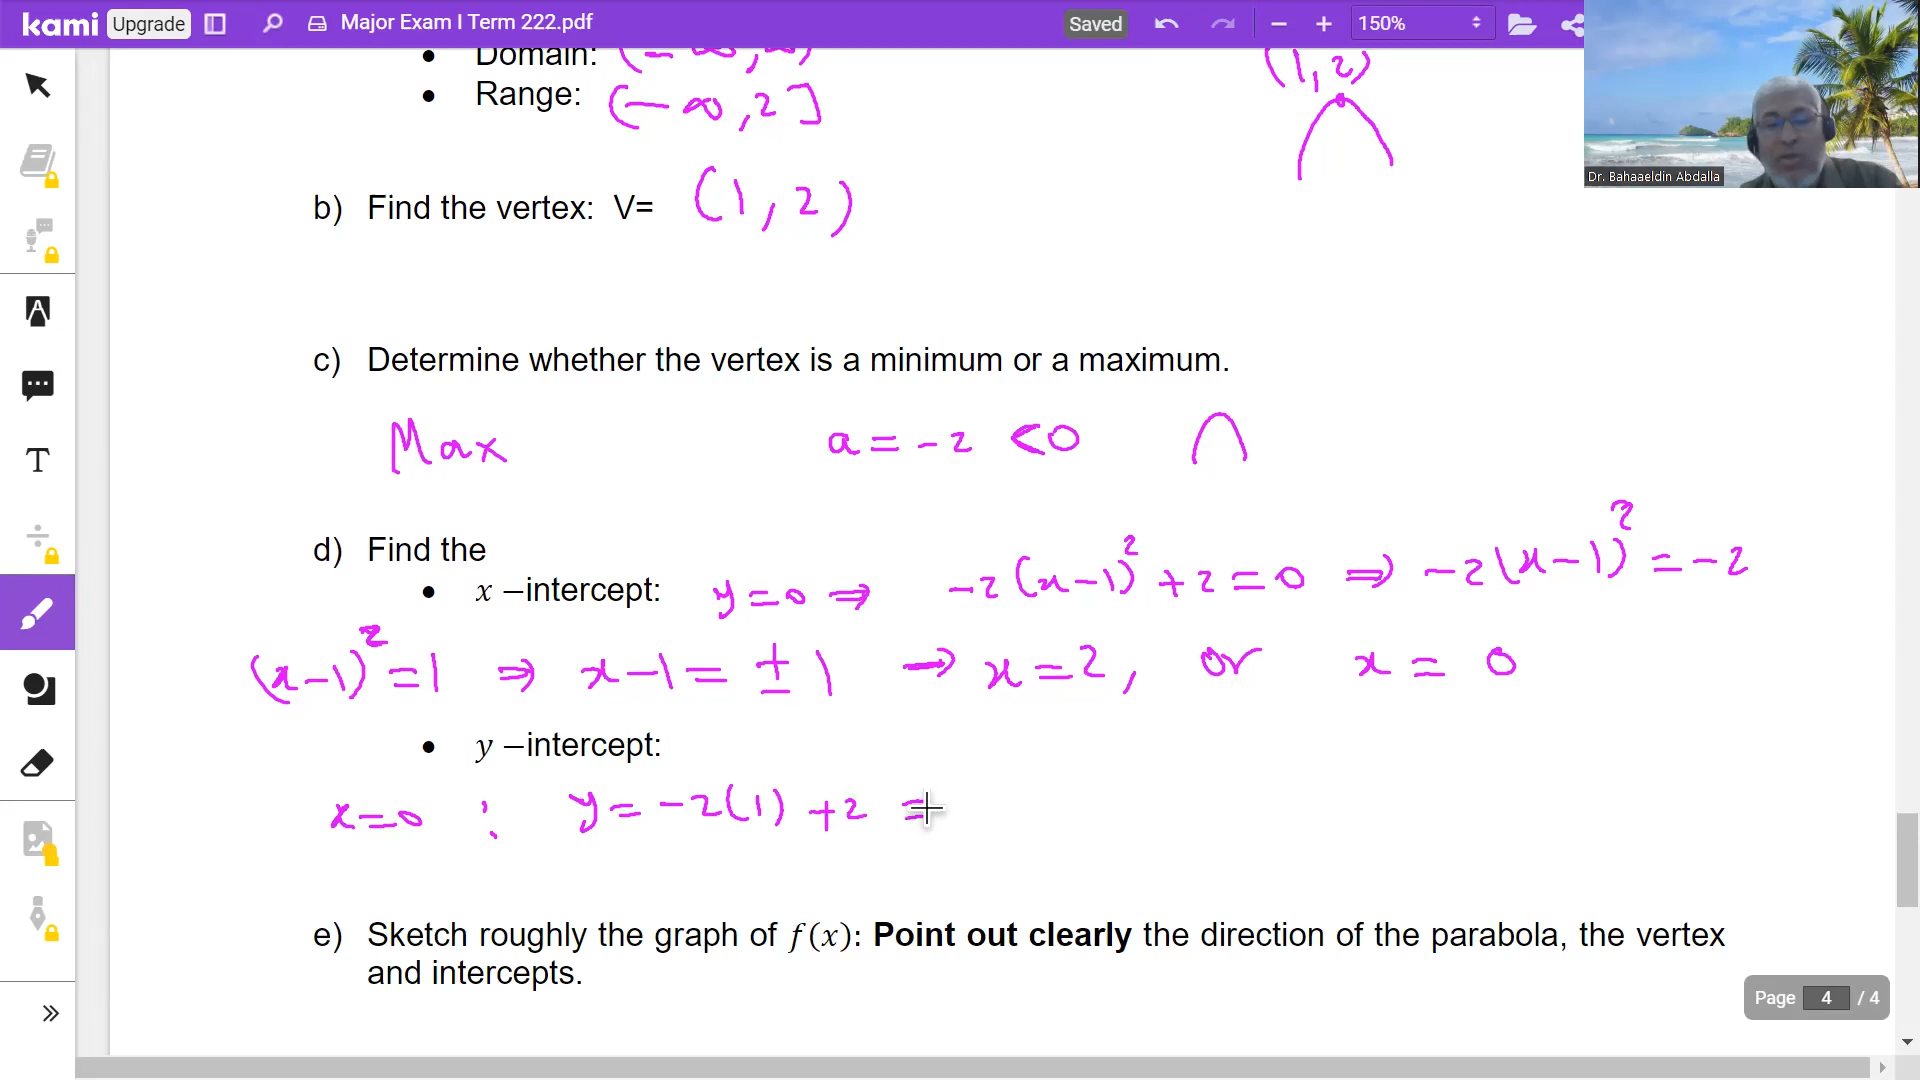 kami Upgrade Major Exam I Term 222.pdf Saved 150%
Domain: (-∞,∞)
(1,2)
Range: (-∞,2]
b) Find the vertex: V= (1,2)
Dr. Bahaaeldin Abdalla
c) Determine whether the vertex is a minimum or a maximum.
Max a=-2 <0
d) Find the
x −intercept: y=0 ⇒ -2(x-1)²+2=0 ⇒ -2(x-1)²=-2
(x-1)²=1 ⇒ x-1=±1 → x=2, or x=0
y −intercept:
x=0 : y=-2(1)+2 =
e) Sketch roughly the graph of f(x): Point out clearly the direction of the parabola, the vertex
and intercepts.
Page 4 / 4